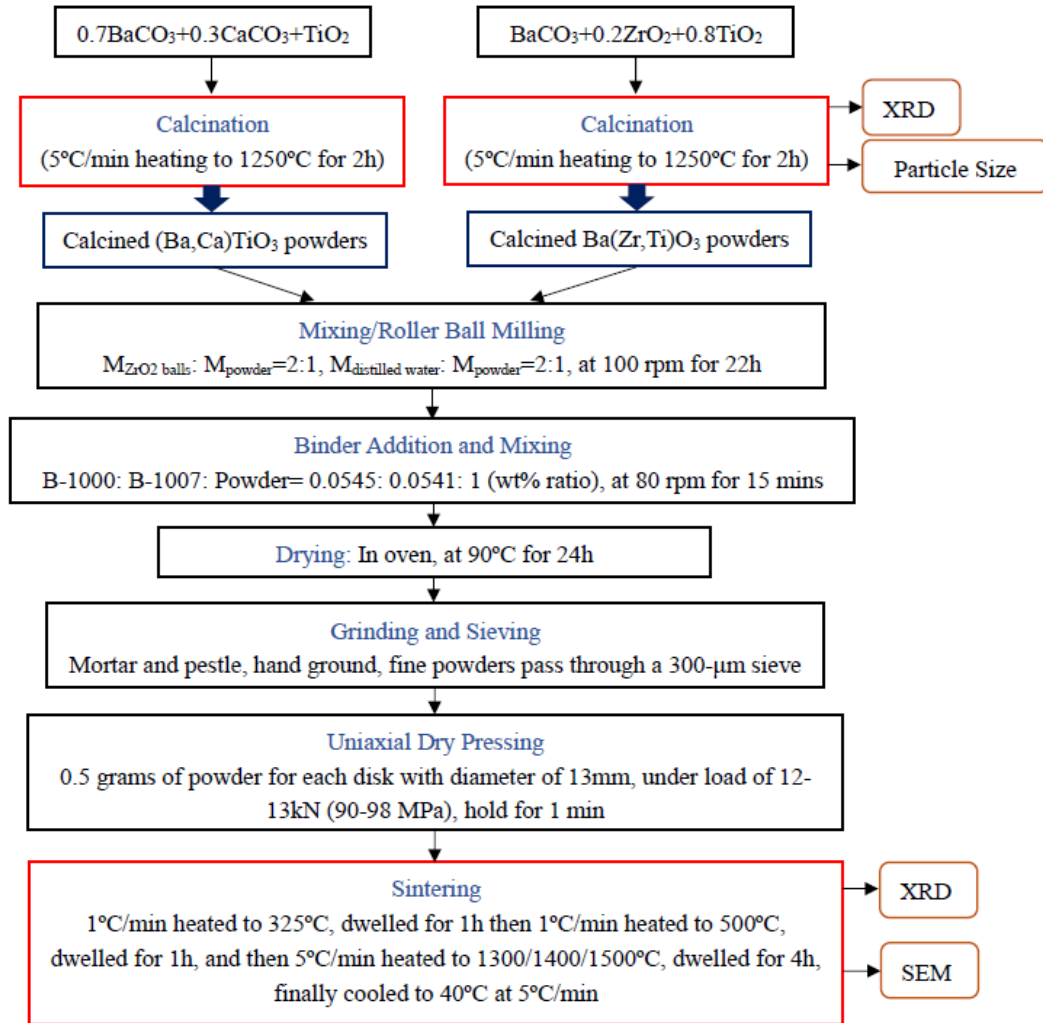 0.7BaCO₃+0.3CaCO₃+TiO₂
BaCO₃+0.2ZrO₂+0.8TiO₂
Calcination
(5ºC/min heating to 1250ºC for 2h)
Calcination
(5ºC/min heating to 1250ºC for 2h)
XRD
Particle Size
Calcined (Ba,Ca)TiO₃ powders
Calcined Ba(Zr,Ti)O₃ powders
Mixing/Roller Ball Milling
M_ZrO2 balls: M_powder=2:1, M_distilled water: M_powder=2:1, at 100 rpm for 22h
Binder Addition and Mixing
B-1000: B-1007: Powder= 0.0545: 0.0541: 1 (wt% ratio), at 80 rpm for 15 mins
Drying: In oven, at 90ºC for 24h
Grinding and Sieving
Mortar and pestle, hand ground, fine powders pass through a 300-μm sieve
Uniaxial Dry Pressing
0.5 grams of powder for each disk with diameter of 13mm, under load of 12-
13kN (90-98 MPa), hold for 1 min
Sintering
1ºC/min heated to 325ºC, dwelled for 1h then 1ºC/min heated to 500ºC,
dwelled for 1h, and then 5ºC/min heated to 1300/1400/1500ºC, dwelled for 4h,
finally cooled to 40ºC at 5ºC/min
XRD
SEM